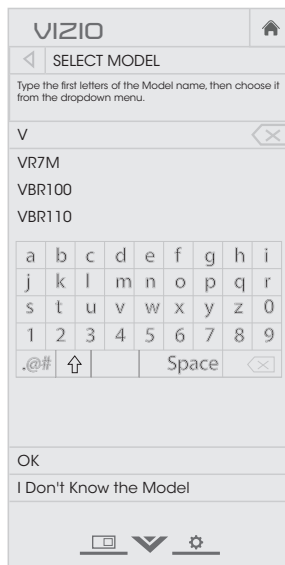 VIZIO
SELECT MODEL
Type the first letters of the Model name, then choose it
from the dropdown menu.
V
VR7M
VBR100
VBR110
a b c d e f g h i
j k l m n o p q r
s t u v w x y z 0
1 2 3 4 5 6 7 8 9
.@# Space
OK
I Don't Know the Model